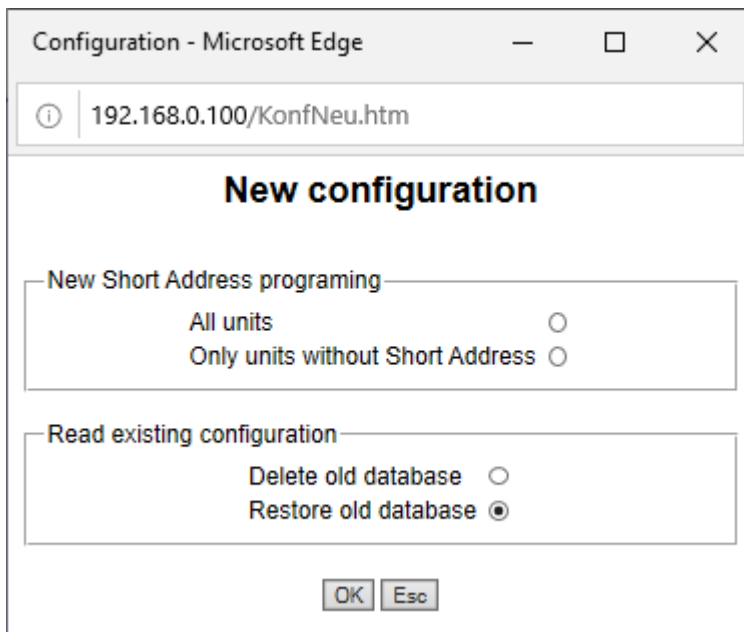 Configuration - Microsoft Edge
192.168.0.100/KonfNeu.htm
New configuration
New Short Address programing
All units
Only units without Short Address
Read existing configuration
Delete old database
Restore old database
OK Esc